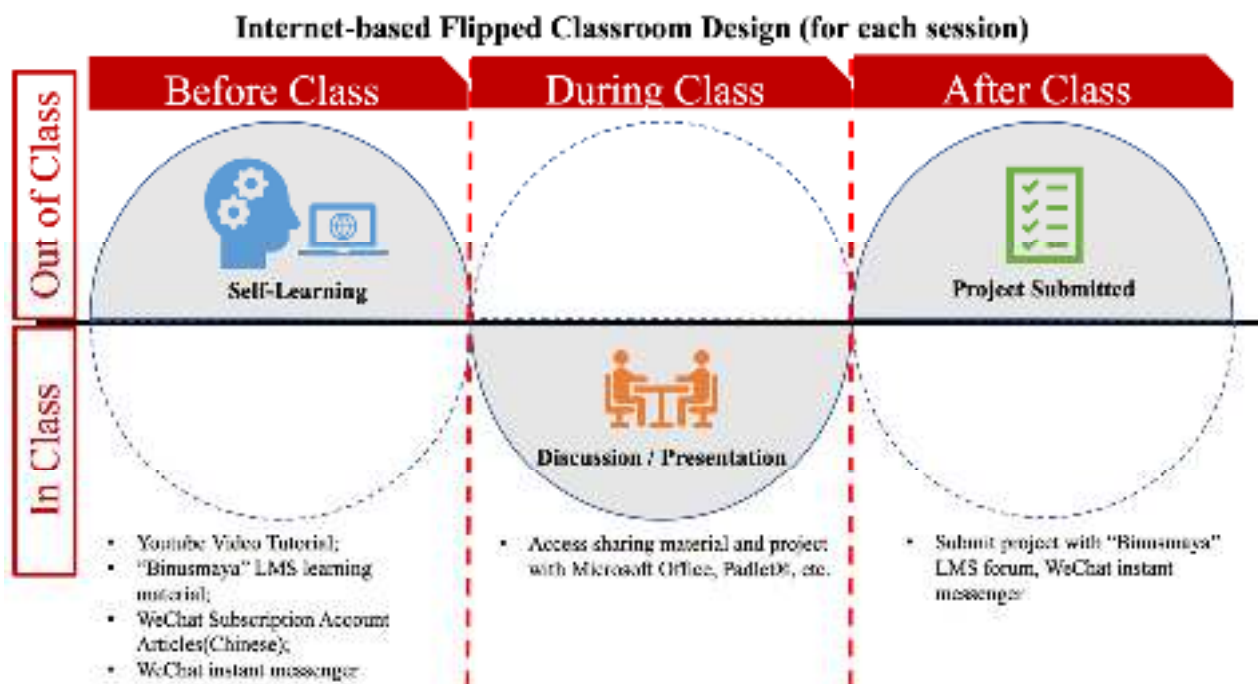 Internet-based Flipped Classroom Design (for each session)
Before Class
During Class
After Class
Out of Class
In Class
Self-Learning
Project Submitted
Discussion / Presentation
• Youtube Video Tutorial;
• "Binusmaya" LMS learning
material;
• WeChat Subscription Account
Articles(Chinese);
• WeChat instant messenger
• Access sharing material and project
with Microsoft Office, etc.
• Submit project with "Binusmaya"
LMS forum, WeChat instant
messenger